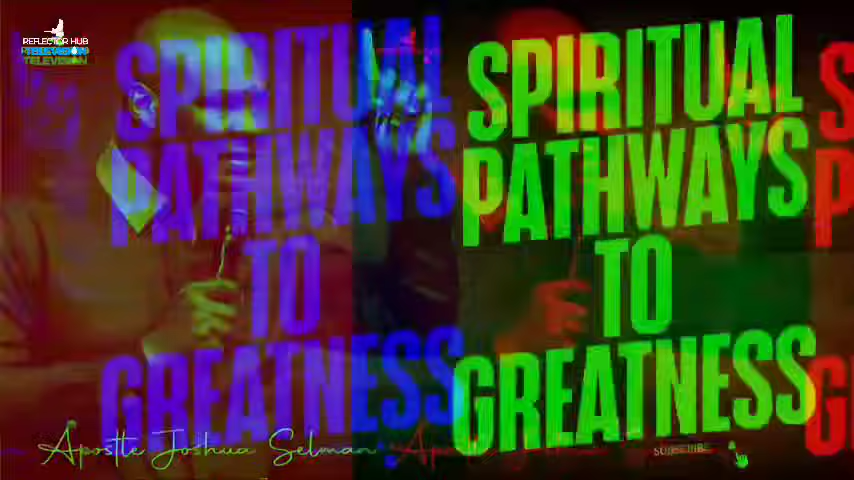 REFLECTOR HUB
TELEVISION
SPIRITUAL
PATHWAYS
TO
GREATNESS
Apostle Joshua Selman
SUBSCRIBE